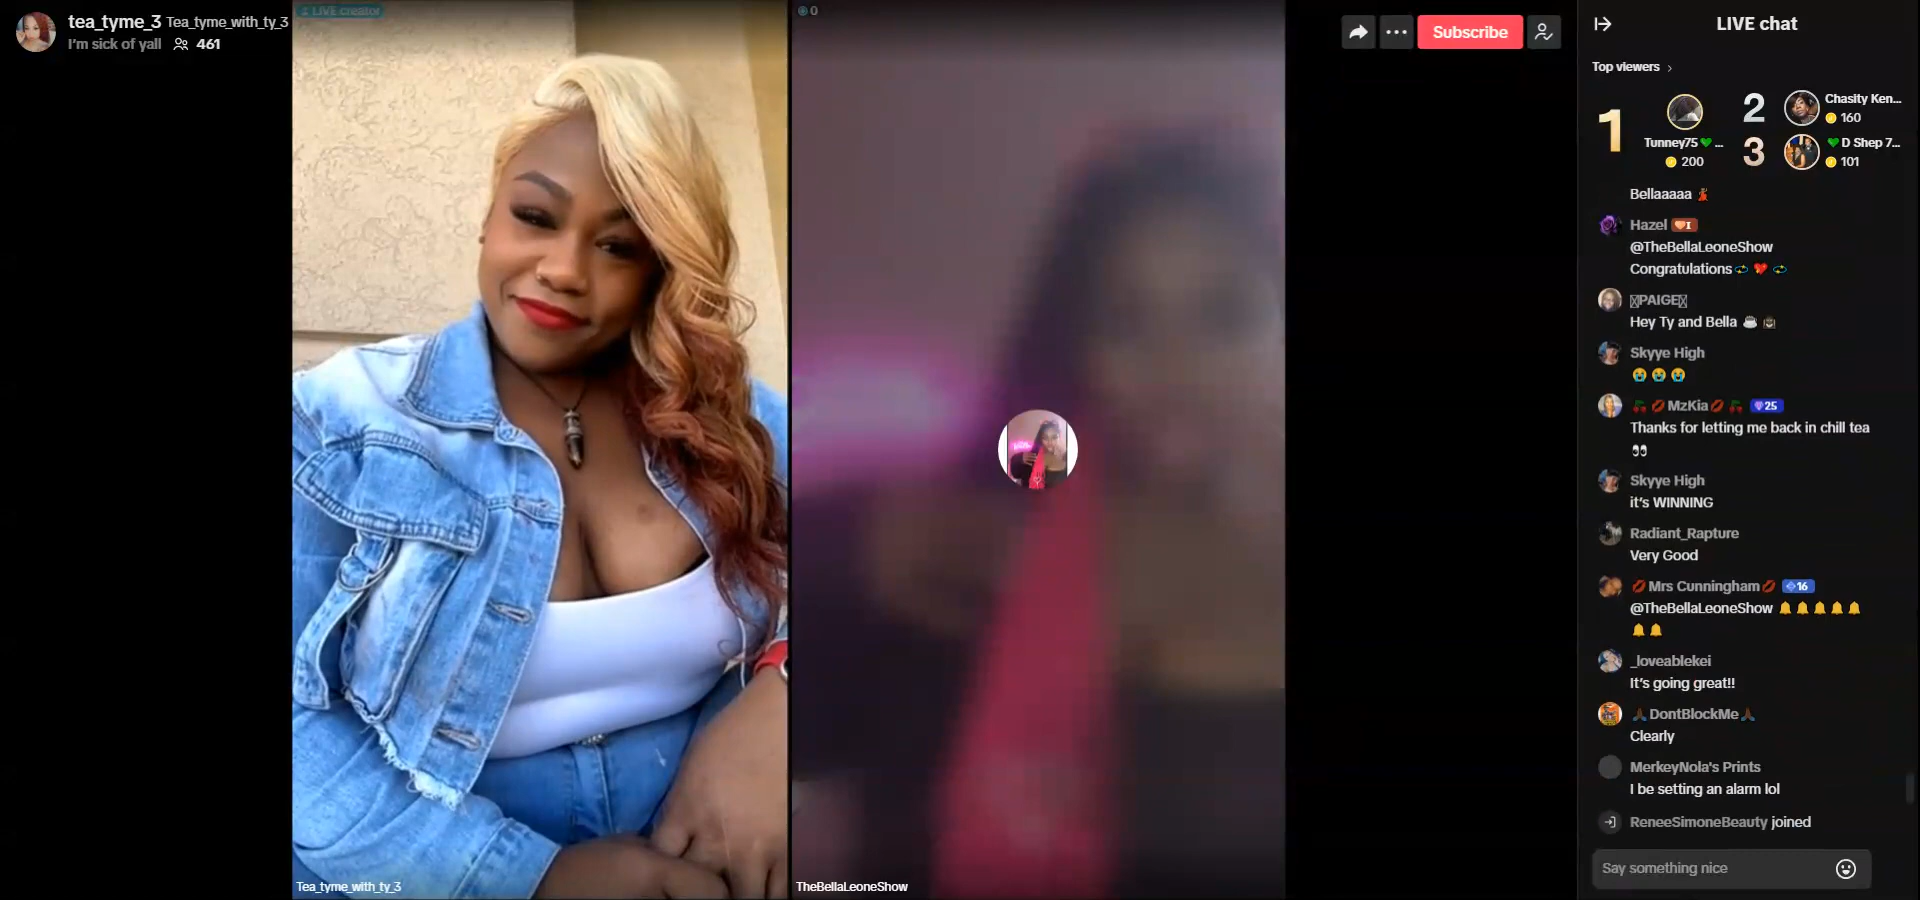 tea_tyme_3 Tea_tyme_with_ty_3
I'm sick of yall 461
LIVE creator
0
Subscribe
LIVE chat
Top viewers
1
Tunney75 💚 ...
200
2
Chasity Ken...
160
3
💚 D Shep 7...
101
Bellaaaaa 💃🏾
Hazel I
@TheBellaLeoneShow
Congratulations 💫 💖 💫
PAIGE
Hey Ty and Bella ☕
Skyye High
😭 😭 😭
🍒 💋 MzKia 💋 🍒 25
Thanks for letting me back in chill tea
👀
Skyye High
it's WINNING
Radiant_Rapture
Very Good
💋 Mrs Cunningham 💋 16
@TheBellaLeoneShow 🔔 🔔 🔔 🔔 🔔
🔔 🔔
_loveablekei
It's going great!!
🙏🏾 DontBlockMe 🙏🏾
Clearly
MerkeyNola's Prints
I be setting an alarm lol
ReneeSimoneBeauty joined
Say something nice
Tea_tyme_with_ty_3
TheBellaLeoneShow